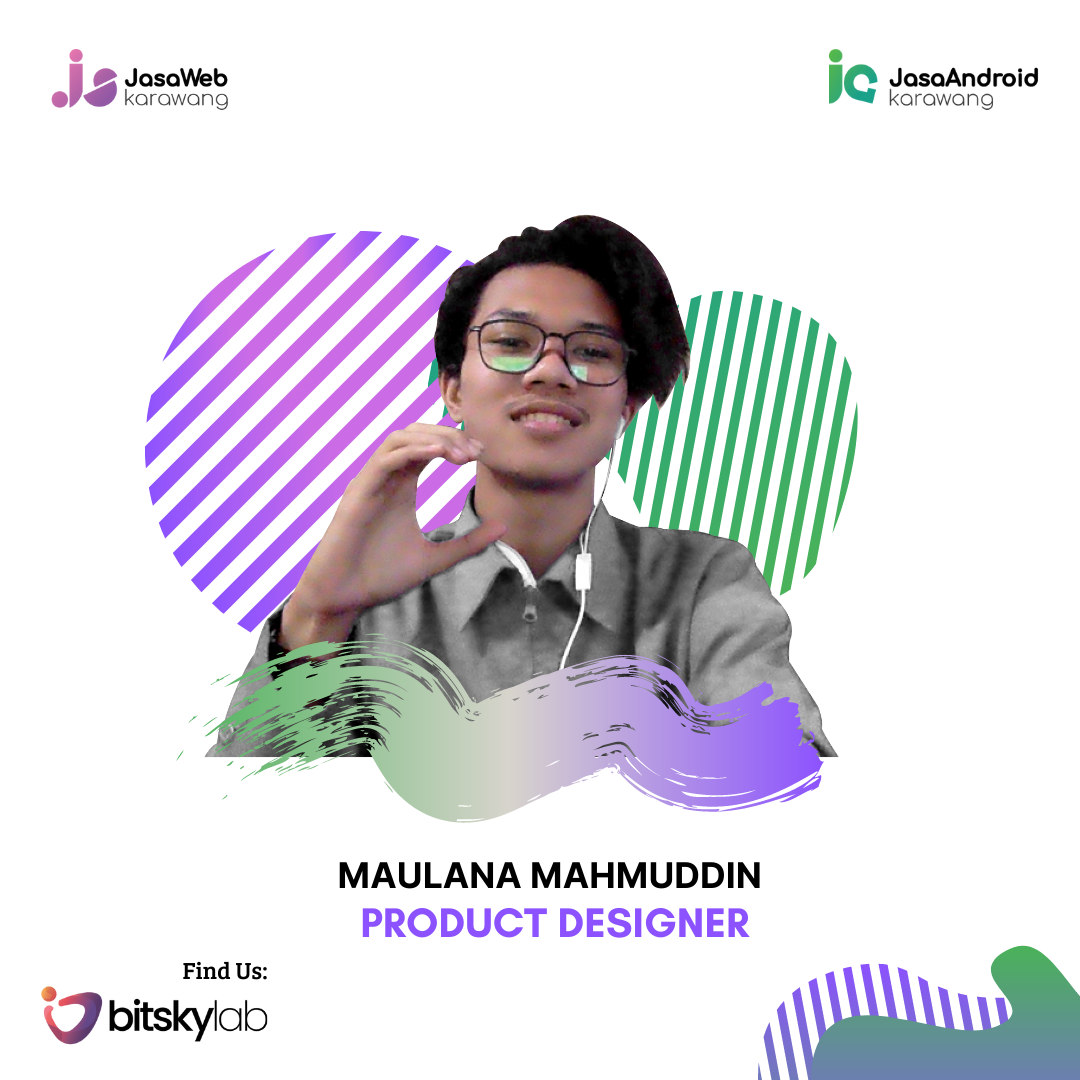 JasaWeb
karawang
JasaAndroid
karawang
MAULANA MAHMUDDIN
PRODUCT DESIGNER
Find Us:
bitskylab